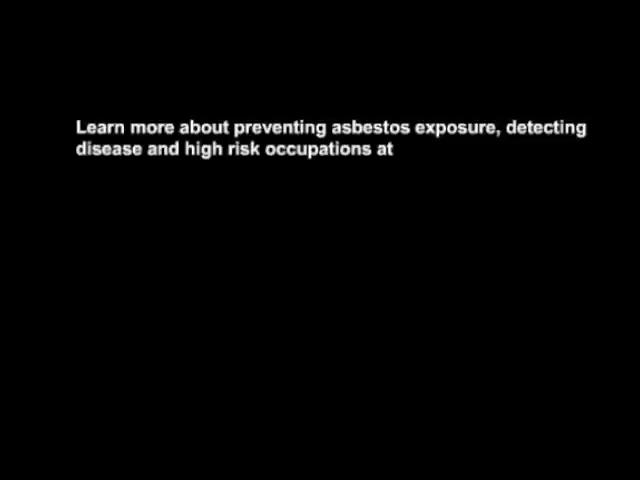 Learn more about preventing asbestos exposure, detecting
disease and high risk occupations at